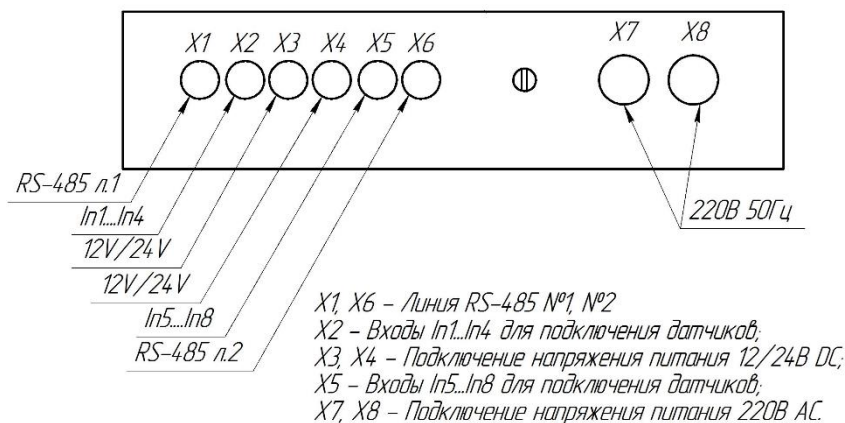 X1 X2 X3 X4 X5 X6 X7 X8
RS-485 л.1
In1...In4
12V/24V
12V/24V
In5...In8
RS-485 л.2
220В 50Гц
X1, X6 – Линия RS-485 №1, №2
X2 – Входы In1...In4 для подключения датчиков;
X3, X4 – Подключение напряжения питания 12/24В DC;
X5 – Входы In5...In8 для подключения датчиков;
X7, X8 – Подключение напряжения питания 220В AC.